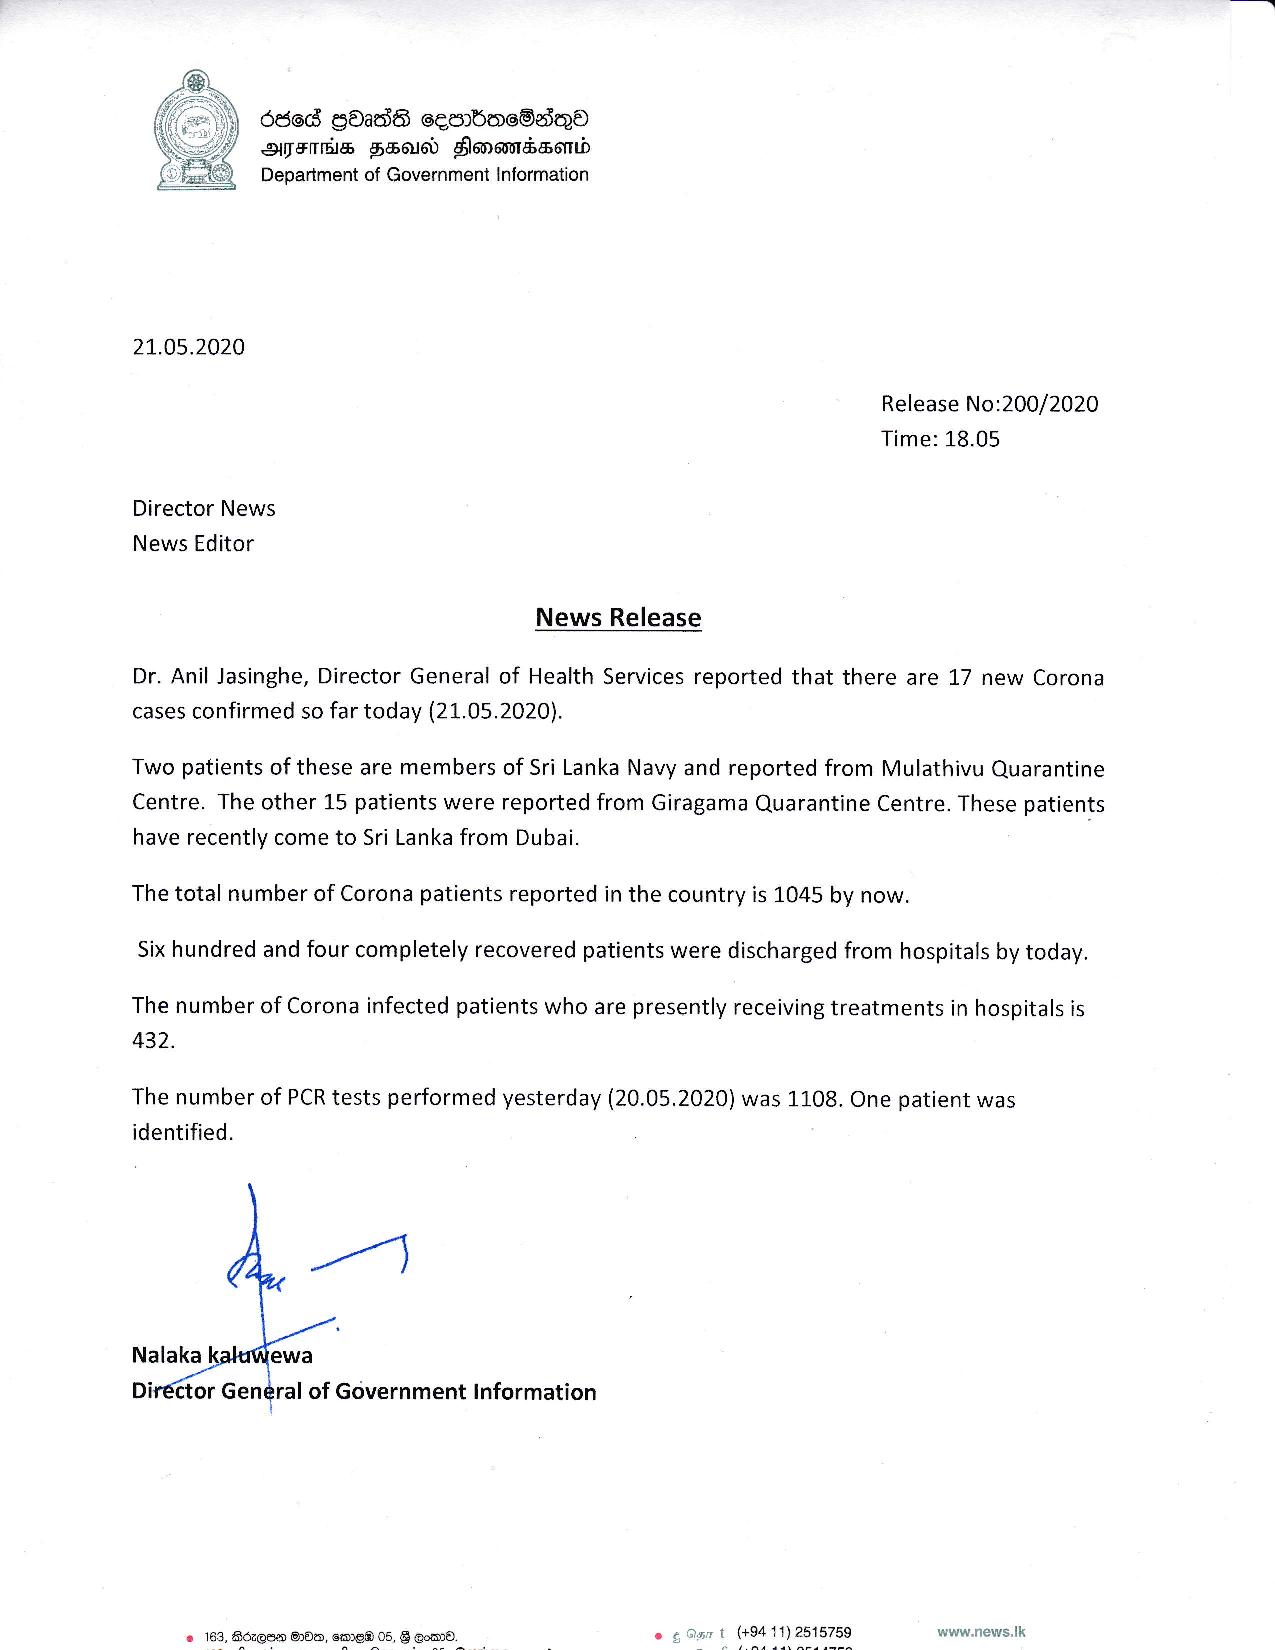 රජයේ ප්‍රවෘත්ති දෙපාර්තමේන්තුව
அரசாங்க தகவல் திணைக்களம்
Department of Government Information
21.05.2020
Release No:200/2020
Time: 18.05
Director News
News Editor
News Release
Dr. Anil Jasinghe, Director General of Health Services reported that there are 17 new Corona
cases confirmed so far today (21.05.2020).
Two patients of these are members of Sri Lanka Navy and reported from Mulathivu Quarantine
Centre. The other 15 patients were reported from Giragama Quarantine Centre. These patients
have recently come to Sri Lanka from Dubai.
The total number of Corona patients reported in the country is 1045 by now.
Six hundred and four completely recovered patients were discharged from hospitals by today.
The number of Corona infected patients who are presently receiving treatments in hospitals is
432.
The number of PCR tests performed yesterday (20.05.2020) was 1108. One patient was
identified.
Nalaka kaluwewa
Director General of Government Information
163, කිරුලපන මාවත, කොළඹ 05, ශ්‍රී ලංකාව.
(+94 11) 2515759
www.news.lk